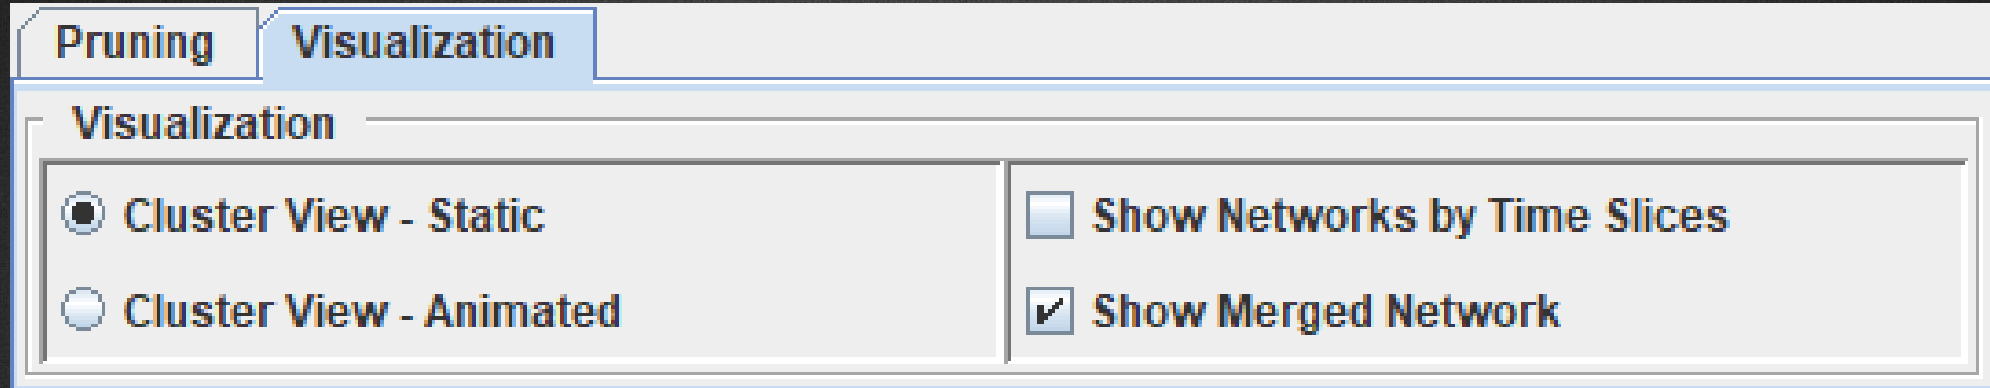 Pruning Visualization
Visualization
Cluster View - Static
Cluster View - Animated
Show Networks by Time Slices
Show Merged Network